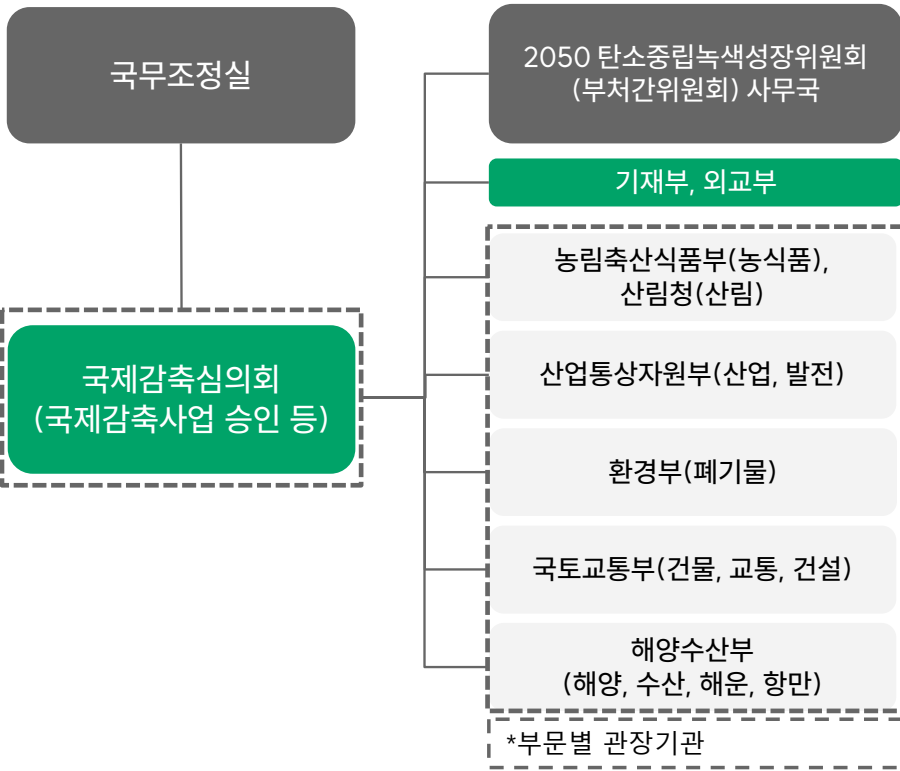 국무조정실
국제감축심의회
(국제감축사업 승인 등)
2050 탄소중립녹색성장위원회
(부처간위원회) 사무국
기재부, 외교부
농림축산식품부(농식품),
산림청(산림)
산업통상자원부(산업, 발전)
환경부(폐기물)
국토교통부(건물, 교통, 건설)
해양수산부
(해양, 수산, 해운, 항만)
*부문별 관장기관